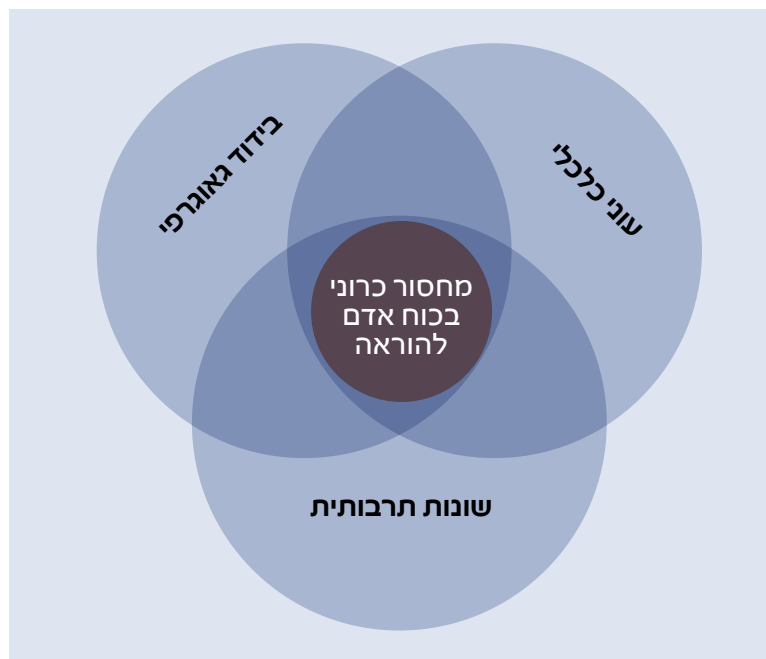 בידוד גאוגרפי
עוני כלכלי
מחסור כרוני
בכוח אדם
להוראה
שונות תרבותית